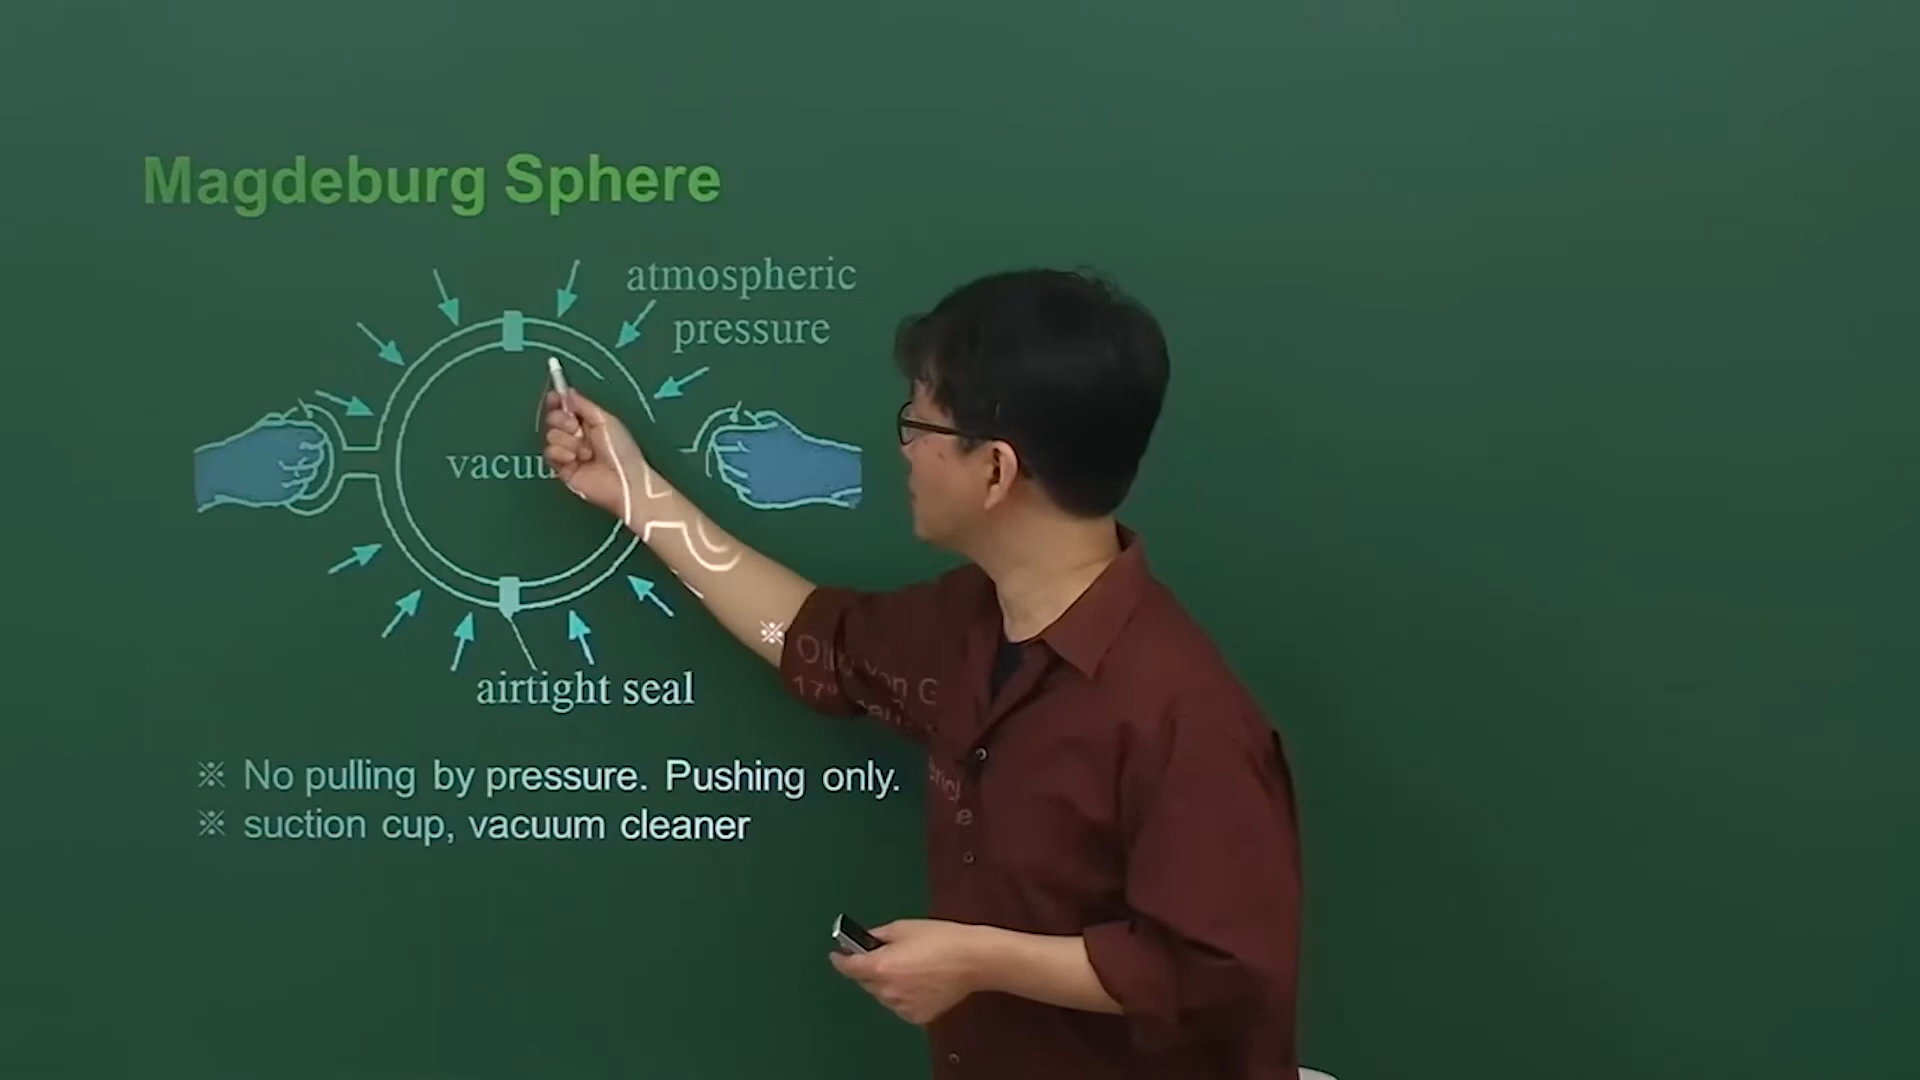 Magdeburg Sphere
atmospheric
pressure
airtight seal
※
※ No pulling by pressure. Pushing only.
※ suction cup, vacuum cleaner